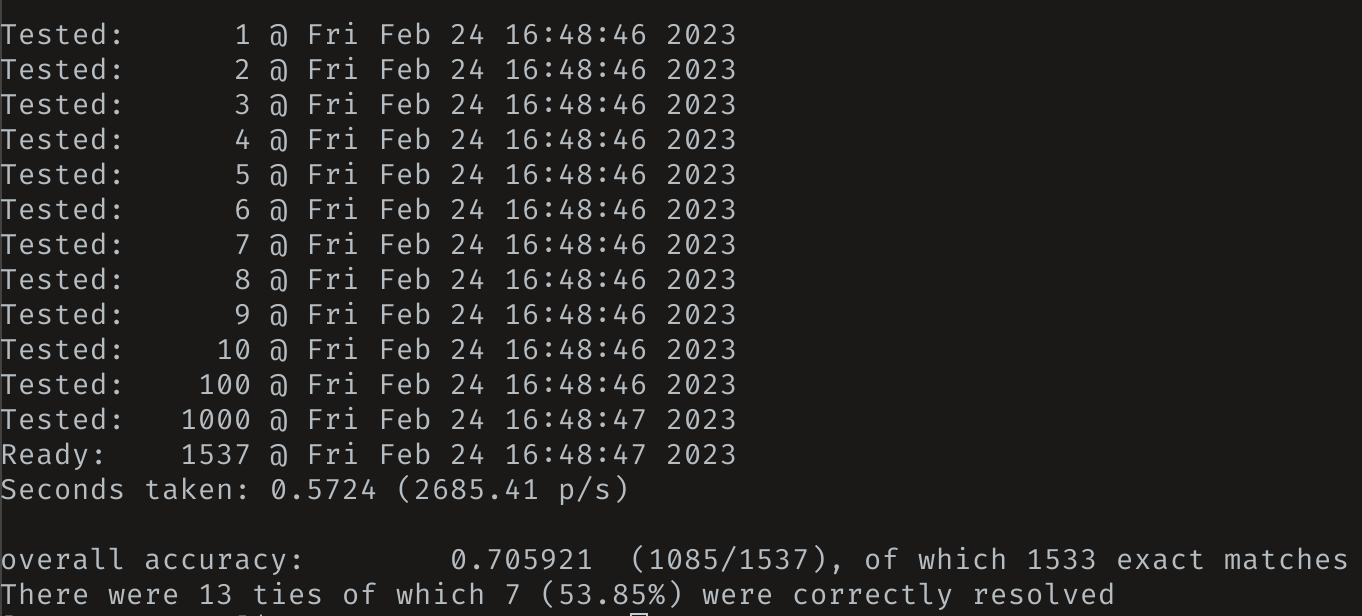 Tested:      1 @ Fri Feb 24 16:48:46 2023
Tested:      2 @ Fri Feb 24 16:48:46 2023
Tested:      3 @ Fri Feb 24 16:48:46 2023
Tested:      4 @ Fri Feb 24 16:48:46 2023
Tested:      5 @ Fri Feb 24 16:48:46 2023
Tested:      6 @ Fri Feb 24 16:48:46 2023
Tested:      7 @ Fri Feb 24 16:48:46 2023
Tested:      8 @ Fri Feb 24 16:48:46 2023
Tested:      9 @ Fri Feb 24 16:48:46 2023
Tested:     10 @ Fri Feb 24 16:48:46 2023
Tested:    100 @ Fri Feb 24 16:48:46 2023
Tested:   1000 @ Fri Feb 24 16:48:47 2023
Ready:    1537 @ Fri Feb 24 16:48:47 2023
Seconds taken: 0.5724 (2685.41 p/s)

overall accuracy:        0.705921  (1085/1537), of which 1533 exact matches
There were 13 ties of which 7 (53.85%) were correctly resolved